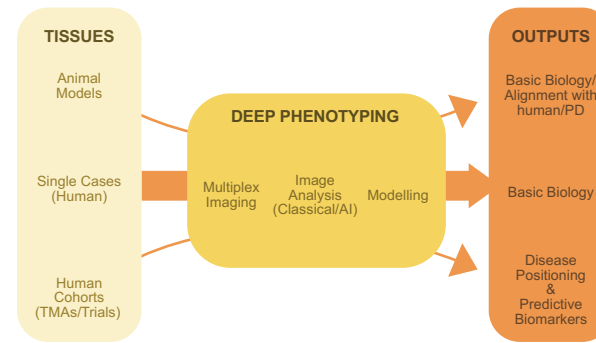 TISSUES
Animal
Models
Single Cases
(Human)
Human
Cohorts
(TMAs/Trials)
DEEP PHENOTYPING
Multiplex
Imaging
Image
Analysis
(Classical/AI)
Modelling
OUTPUTS
Basic Biology/
Alignment with
human/PD
Basic Biology
Disease
Positioning
&
Predictive
Biomarkers